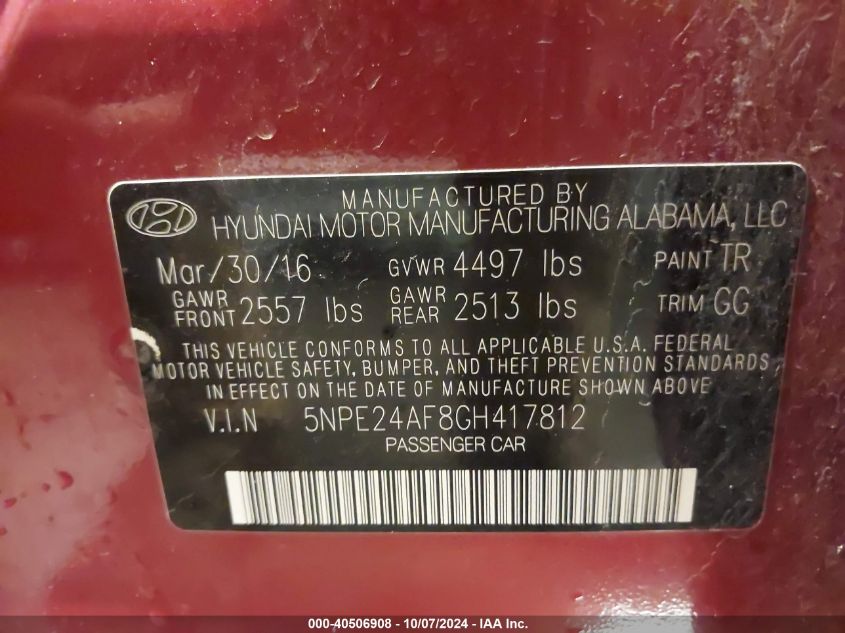 MANUFACTURED BY
HYUNDAI MOTOR MANUFACTURING ALABAMA, LLC
Mar/30/16 GVWR 4497 lbs PAINT TR
GAWR FRONT 2557 lbs GAWR REAR 2513 lbs TRIM GG
THIS VEHICLE CONFORMS TO ALL APPLICABLE U.S.A. FEDERAL
MOTOR VEHICLE SAFETY, BUMPER, AND THEFT PREVENTION STANDARDS
IN EFFECT ON THE DATE OF MANUFACTURE SHOWN ABOVE
V.I.N 5NPE24AF8GH417812
PASSENGER CAR
000-40506908 - 10/07/2024 - IAA Inc.